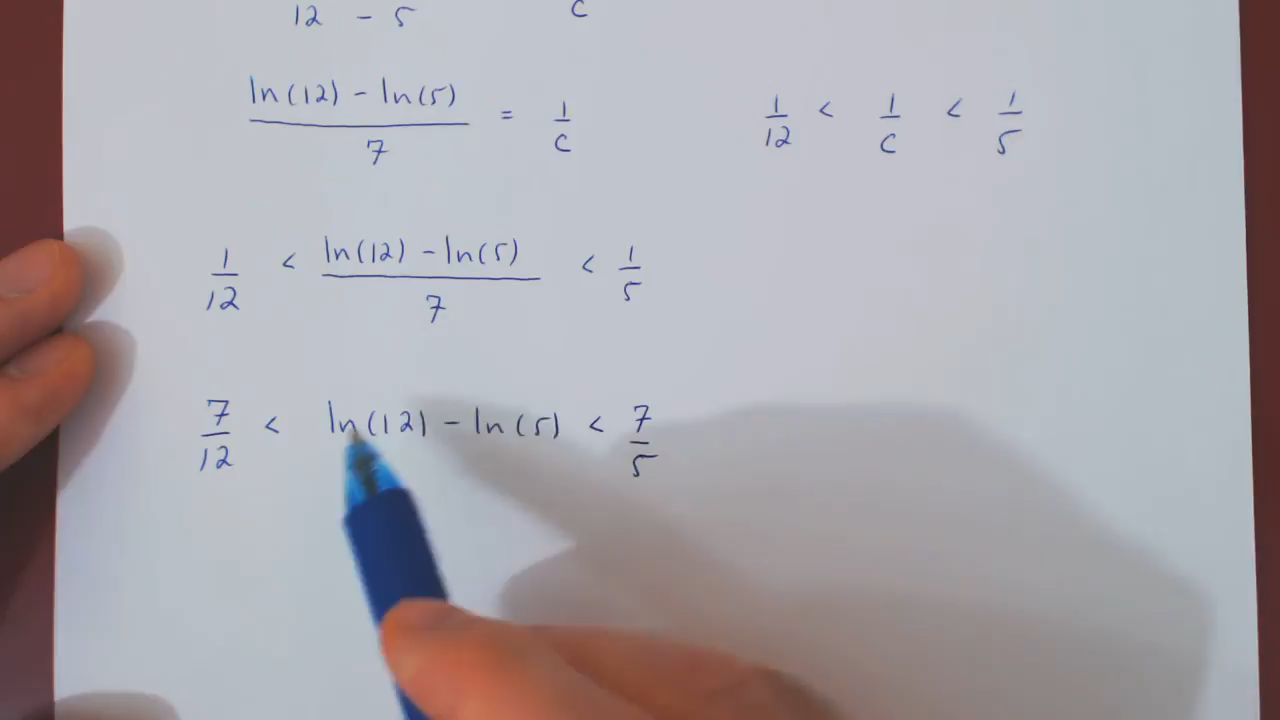 12 - 5 c
ln(12) - ln(5) / 7 = 1/c 1/12 < 1/c < 1/5
1/12 < ln(12) - ln(5) / 7 < 1/5
7/12 < ln(12) - ln(5) < 7/5